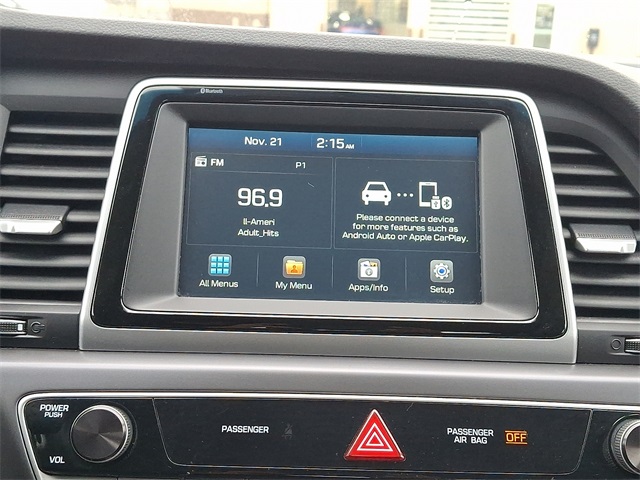 Bluetooth
Nov. 21 2:15 AM
FM P1
96.9
II-Ameri
Adult_Hits
Please connect a device
for more features such as
Android Auto or Apple CarPlay.
All Menus My Menu Apps/Info Setup
POWER
PUSH
VOL
PASSENGER
PASSENGER
AIR BAG OFF